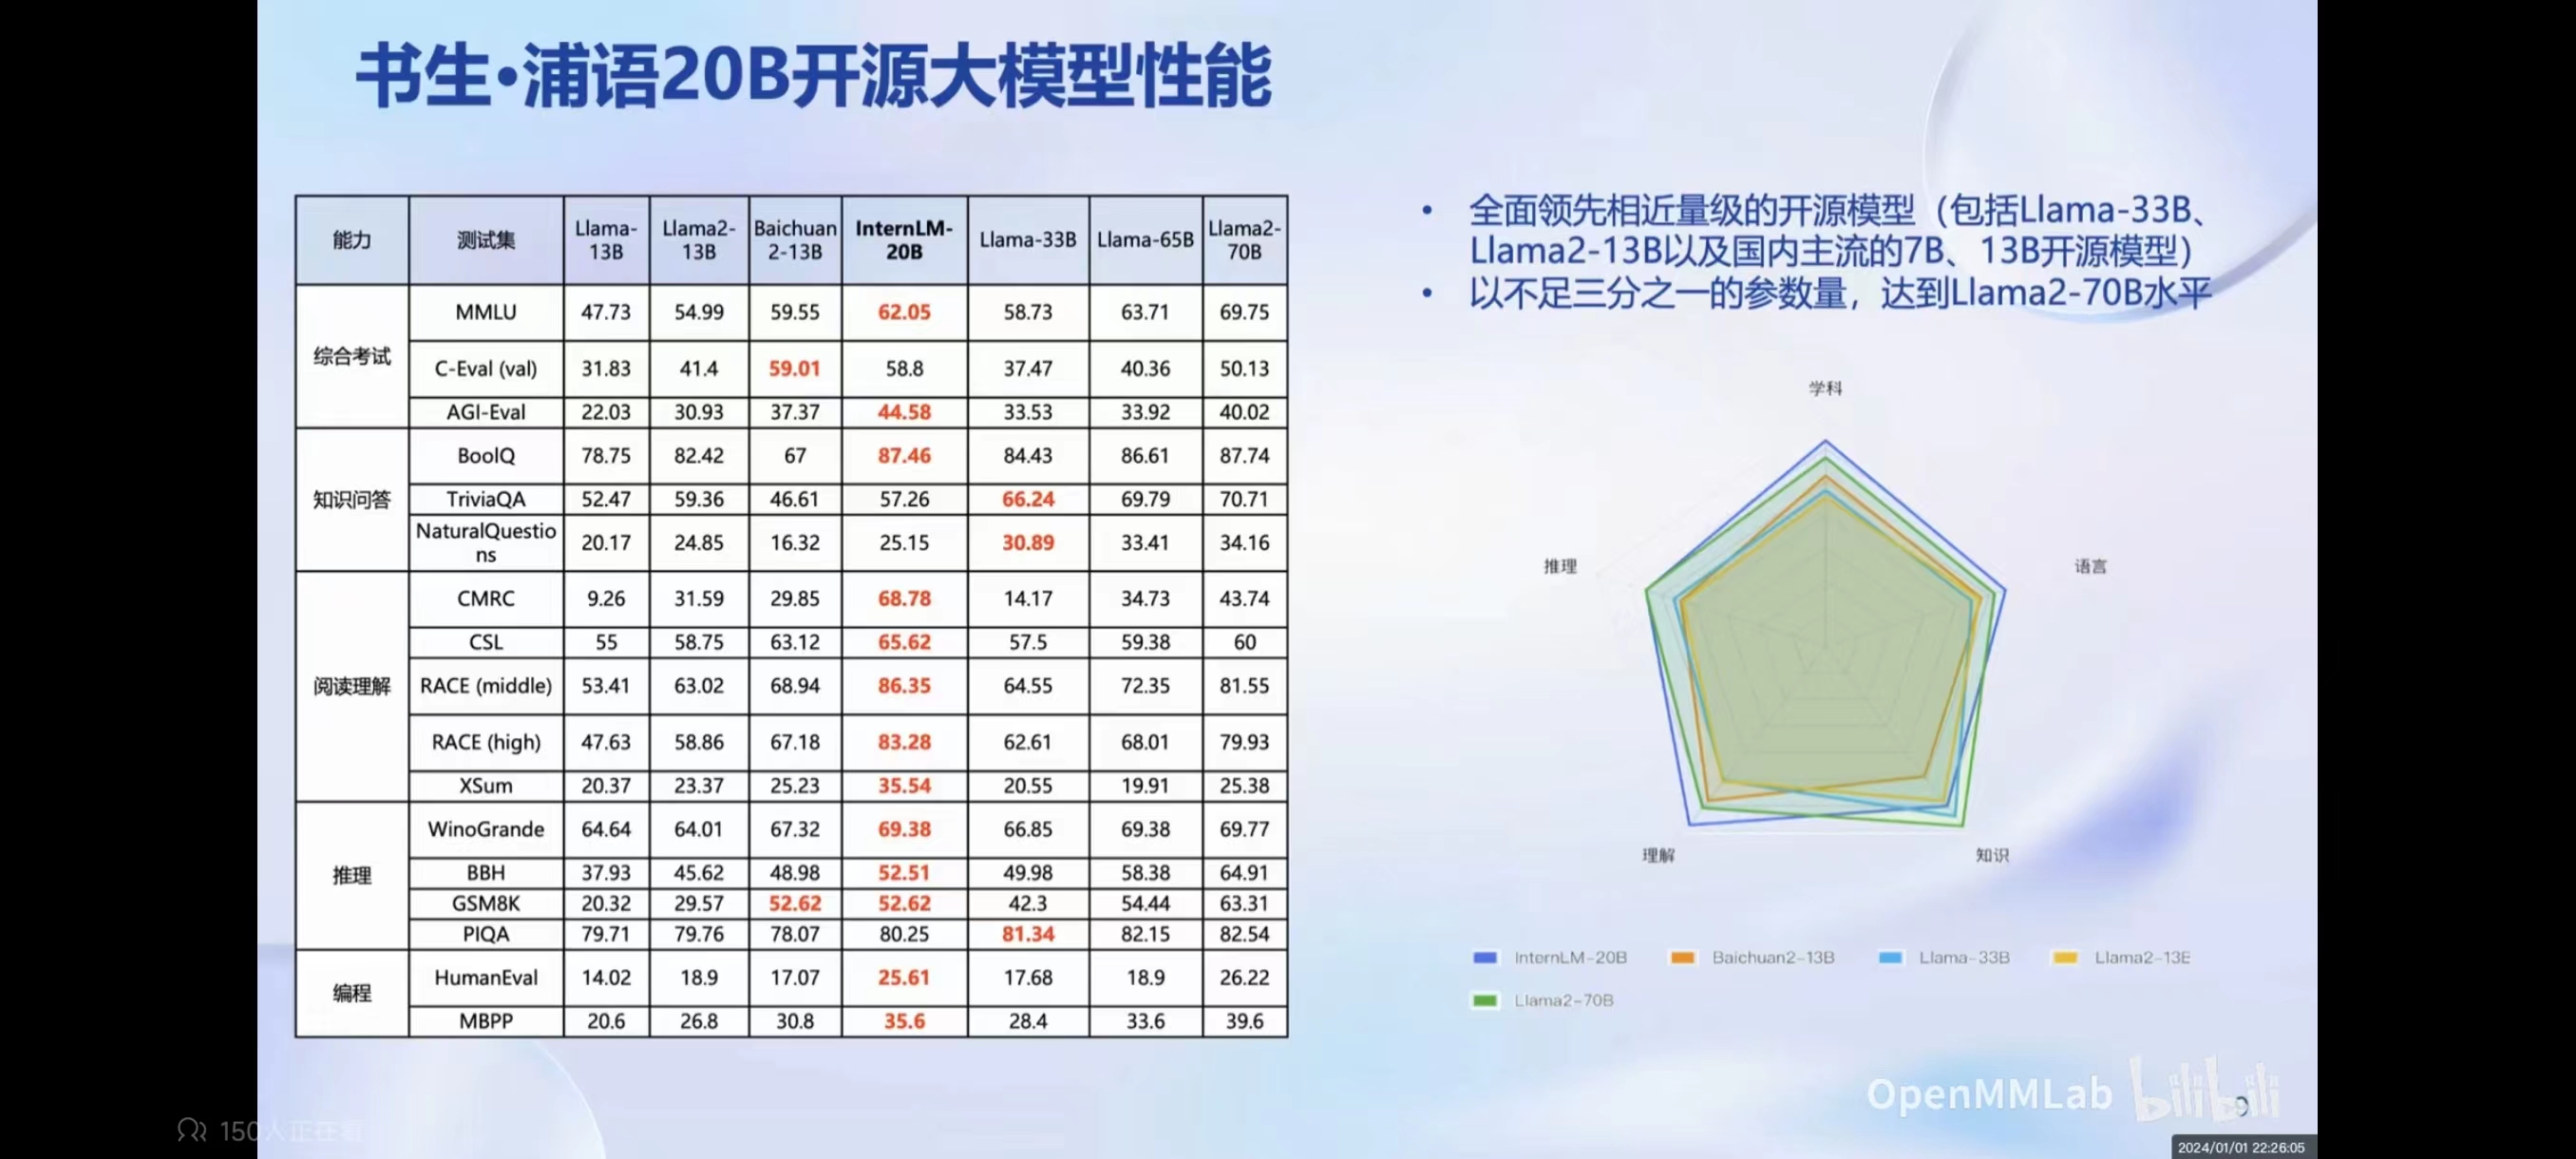 书生•浦语20B开源大模型性能
能力 测试集 Llama-13B Llama2-13B Baichuan2-13B InternLM-20B Llama-33B Llama-65B Llama2-70B
综合考试
MMLU 47.73 54.99 59.55 62.05 58.73 63.71 69.75
C-Eval (val) 31.83 41.4 59.01 58.8 37.47 40.36 50.13
AGI-Eval 22.03 30.93 37.37 44.58 33.53 33.92 40.02
知识问答
BoolQ 78.75 82.42 67 87.46 84.43 86.61 87.74
TriviaQA 52.47 59.36 46.61 57.26 66.24 69.79 70.71
NaturalQuestions 20.17 24.85 16.32 25.15 30.89 33.41 34.16
阅读理解
CMRC 9.26 31.59 29.85 68.78 14.17 34.73 43.74
CSL 55 58.75 63.12 65.62 57.5 59.38 60
RACE (middle) 53.41 63.02 68.94 86.35 64.55 72.35 81.55
RACE (high) 47.63 58.86 67.18 83.28 62.61 68.01 79.93
XSum 20.37 23.37 25.23 35.54 20.55 19.91 25.38
推理
WinoGrande 64.64 64.01 67.32 69.38 66.85 69.38 69.77
BBH 37.93 45.62 48.98 52.51 49.98 58.38 64.91
GSM8K 20.32 29.57 52.62 52.62 42.3 54.44 63.31
PIQA 79.71 79.76 78.07 80.25 81.34 82.15 82.54
编程
HumanEval 14.02 18.9 17.07 25.61 17.68 18.9 26.22
MBPP 20.6 26.8 30.8 35.6 28.4 33.6 39.6
• 全面领先相近量级的开源模型（包括Llama-33B、
Llama2-13B以及国内主流的7B、13B开源模型）
• 以不足三分之一的参数量，达到Llama2-70B水平
学科
推理
语言
理解
知识
InternLM-20B Baichuan2-13B Llama-33B Llama2-13E
Llama2-70B
OpenMMLab bilibili
9
150人正在看
2024/01/01 22:26:05